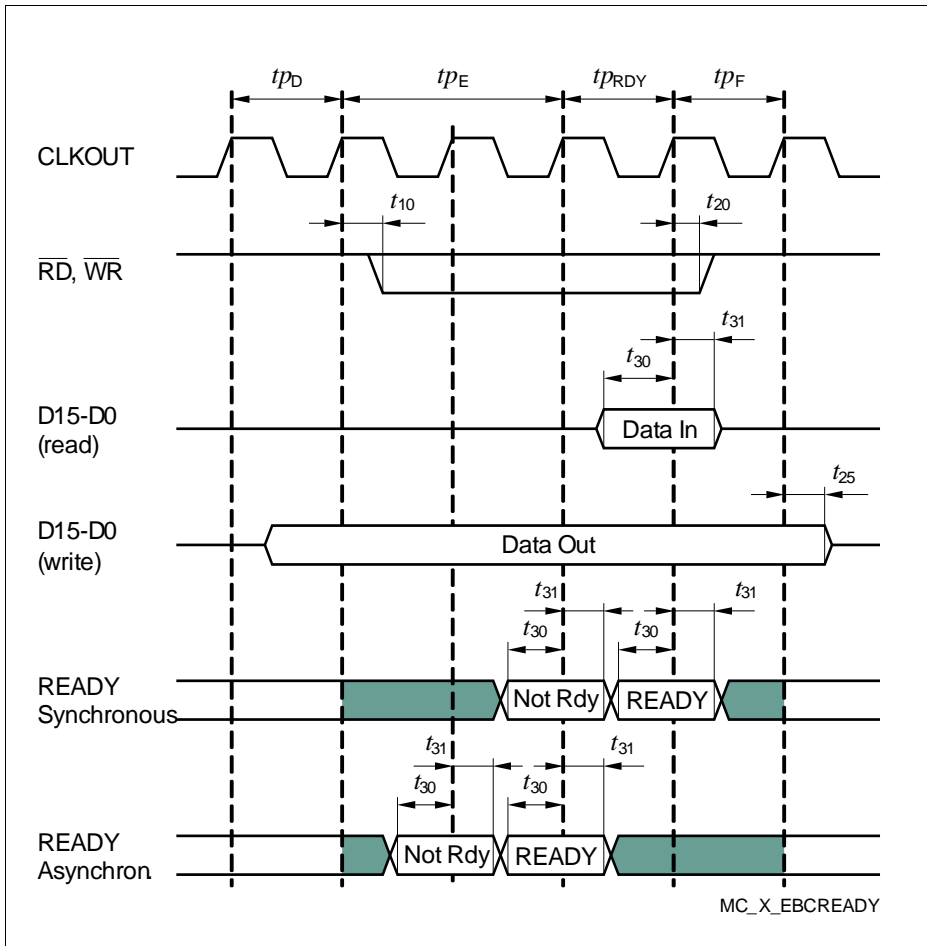 tpD tpE tpRDY tpF
CLKOUT
t10 t20
RD, WR
t31
t30
D15-D0
(read)
Data In
t25
D15-D0
(write)
Data Out
t31 t31
t30 t30
READY
Synchronous
Not Rdy READY
t31 t31
t30 t30
READY
Asynchron.
Not Rdy READY
MC_X_EBCREADY